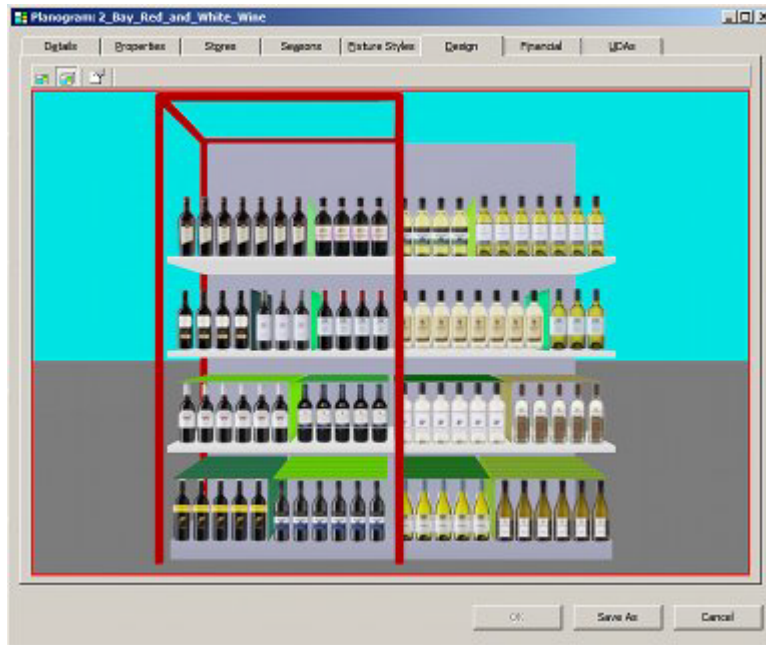 Planogram: 2_Bay_Red_and_White_Wine
Details Properties Stores Seasons Fixture Styles Design Financial UDAs
OK Save As Cancel